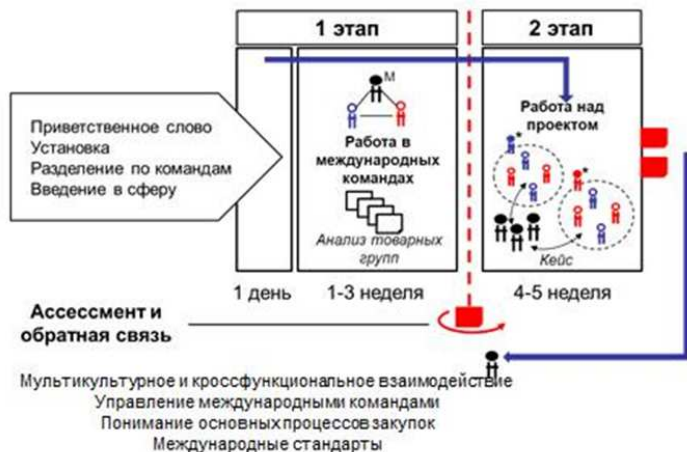 1 этап
2 этап
Приветственное слово
Установка
Разделение по командам
Введение в сферу
М
Работа в
международных
командах
Анализ товарных
групп
Работа над
проектом
*
*
Кейс
1 день
1-3 неделя
4-5 неделя
Ассессмент и
обратная связь
Мультикультурное и кроссфункциональное взаимодействие
Управление международными командами
Понимание основных процессов закупок
Международные стандарты